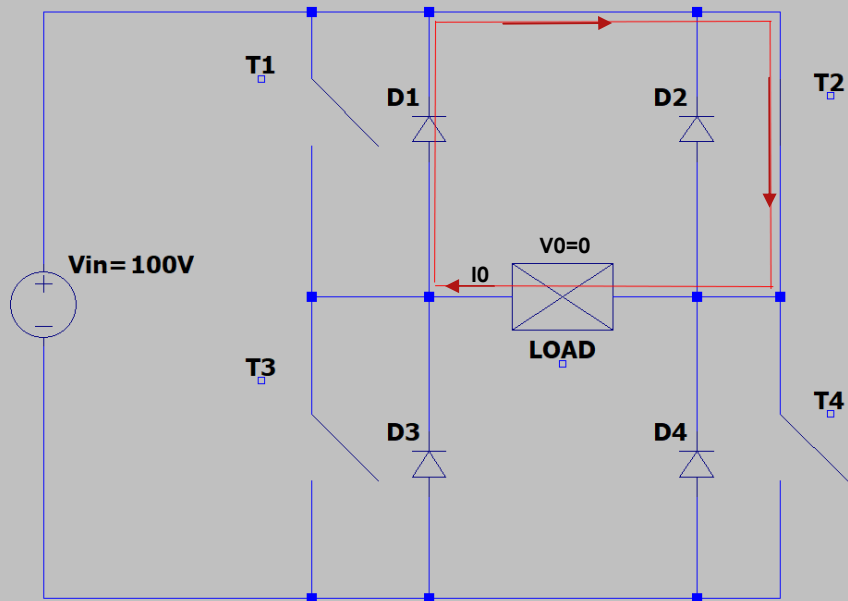 T1
D1
D2
T2
V0=0
Vin=100V
I0
LOAD
T3
D3
D4
T4